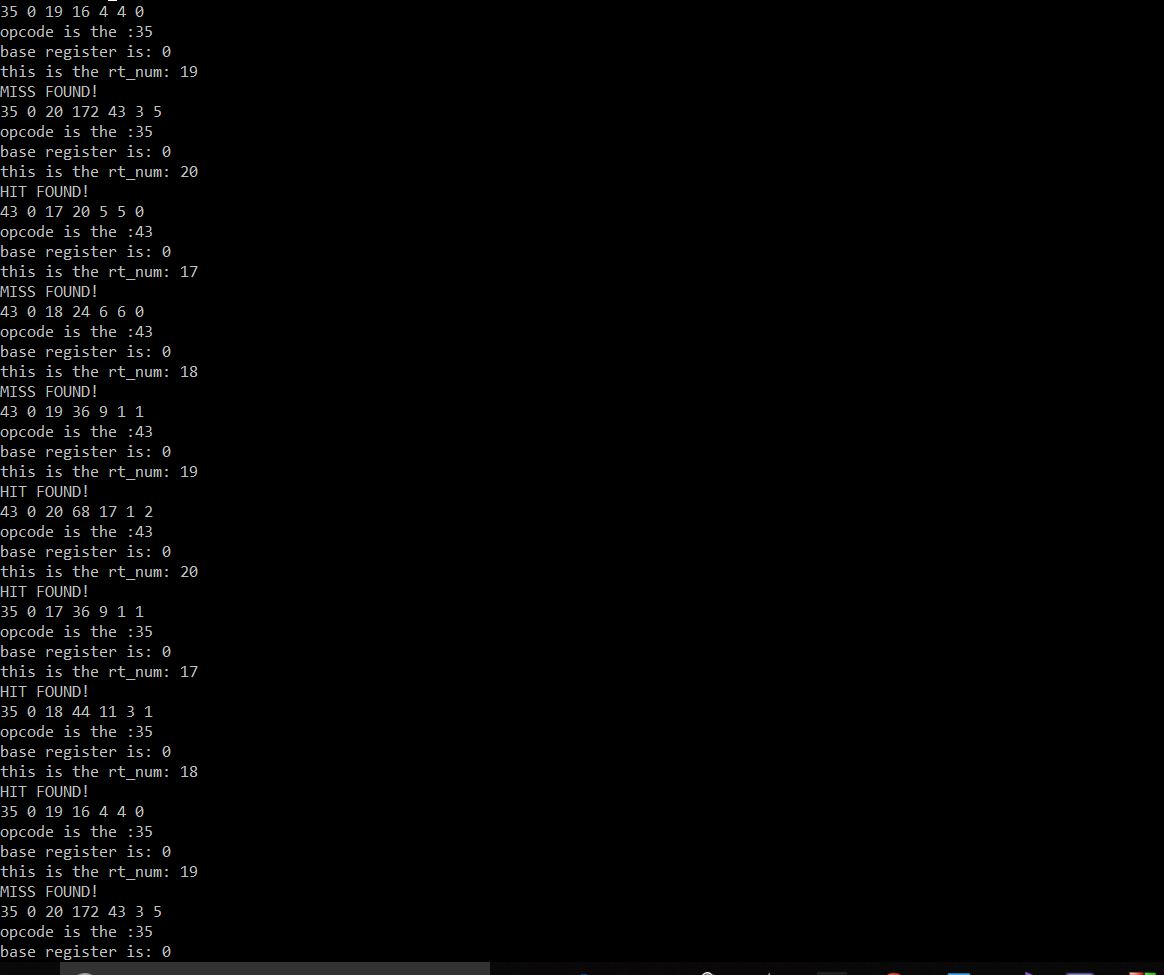 35 0 19 16 4 4 0
opcode is the :35
base register is: 0
this is the rt_num: 19
MISS FOUND!
35 0 20 172 43 3 5
opcode is the :35
base register is: 0
this is the rt_num: 20
HIT FOUND!
43 0 17 20 5 5 0
opcode is the :43
base register is: 0
this is the rt_num: 17
MISS FOUND!
43 0 18 24 6 6 0
opcode is the :43
base register is: 0
this is the rt_num: 18
MISS FOUND!
43 0 19 36 9 1 1
opcode is the :43
base register is: 0
this is the rt_num: 19
HIT FOUND!
43 0 20 68 17 1 2
opcode is the :43
base register is: 0
this is the rt_num: 20
HIT FOUND!
35 0 17 36 9 1 1
opcode is the :35
base register is: 0
this is the rt_num: 17
HIT FOUND!
35 0 18 44 11 3 1
opcode is the :35
base register is: 0
this is the rt_num: 18
HIT FOUND!
35 0 19 16 4 4 0
opcode is the :35
base register is: 0
this is the rt_num: 19
MISS FOUND!
35 0 20 172 43 3 5
opcode is the :35
base register is: 0